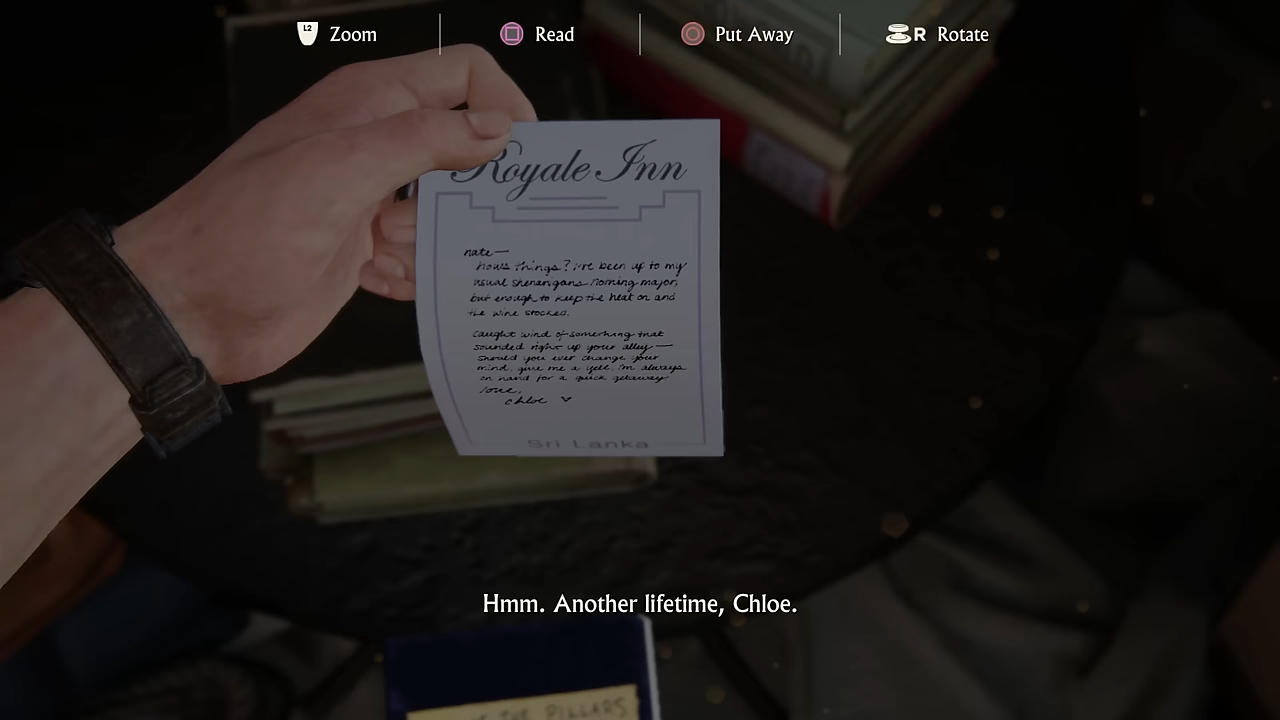 L2 Zoom
Read
Put Away
R Rotate
Royale Inn
nate—
how's things? i've been up to my
usual shenanigans. nothing major,
but enough to keep the heat on and
the wine stocked.
caught wind of something that
sounded right up your alley—
should you ever change your
mind, give me a yell. i'm always
on hand for a quick getaway.
love,
chloe
Sri Lanka
Hmm. Another lifetime, Chloe.
THE PILLARS